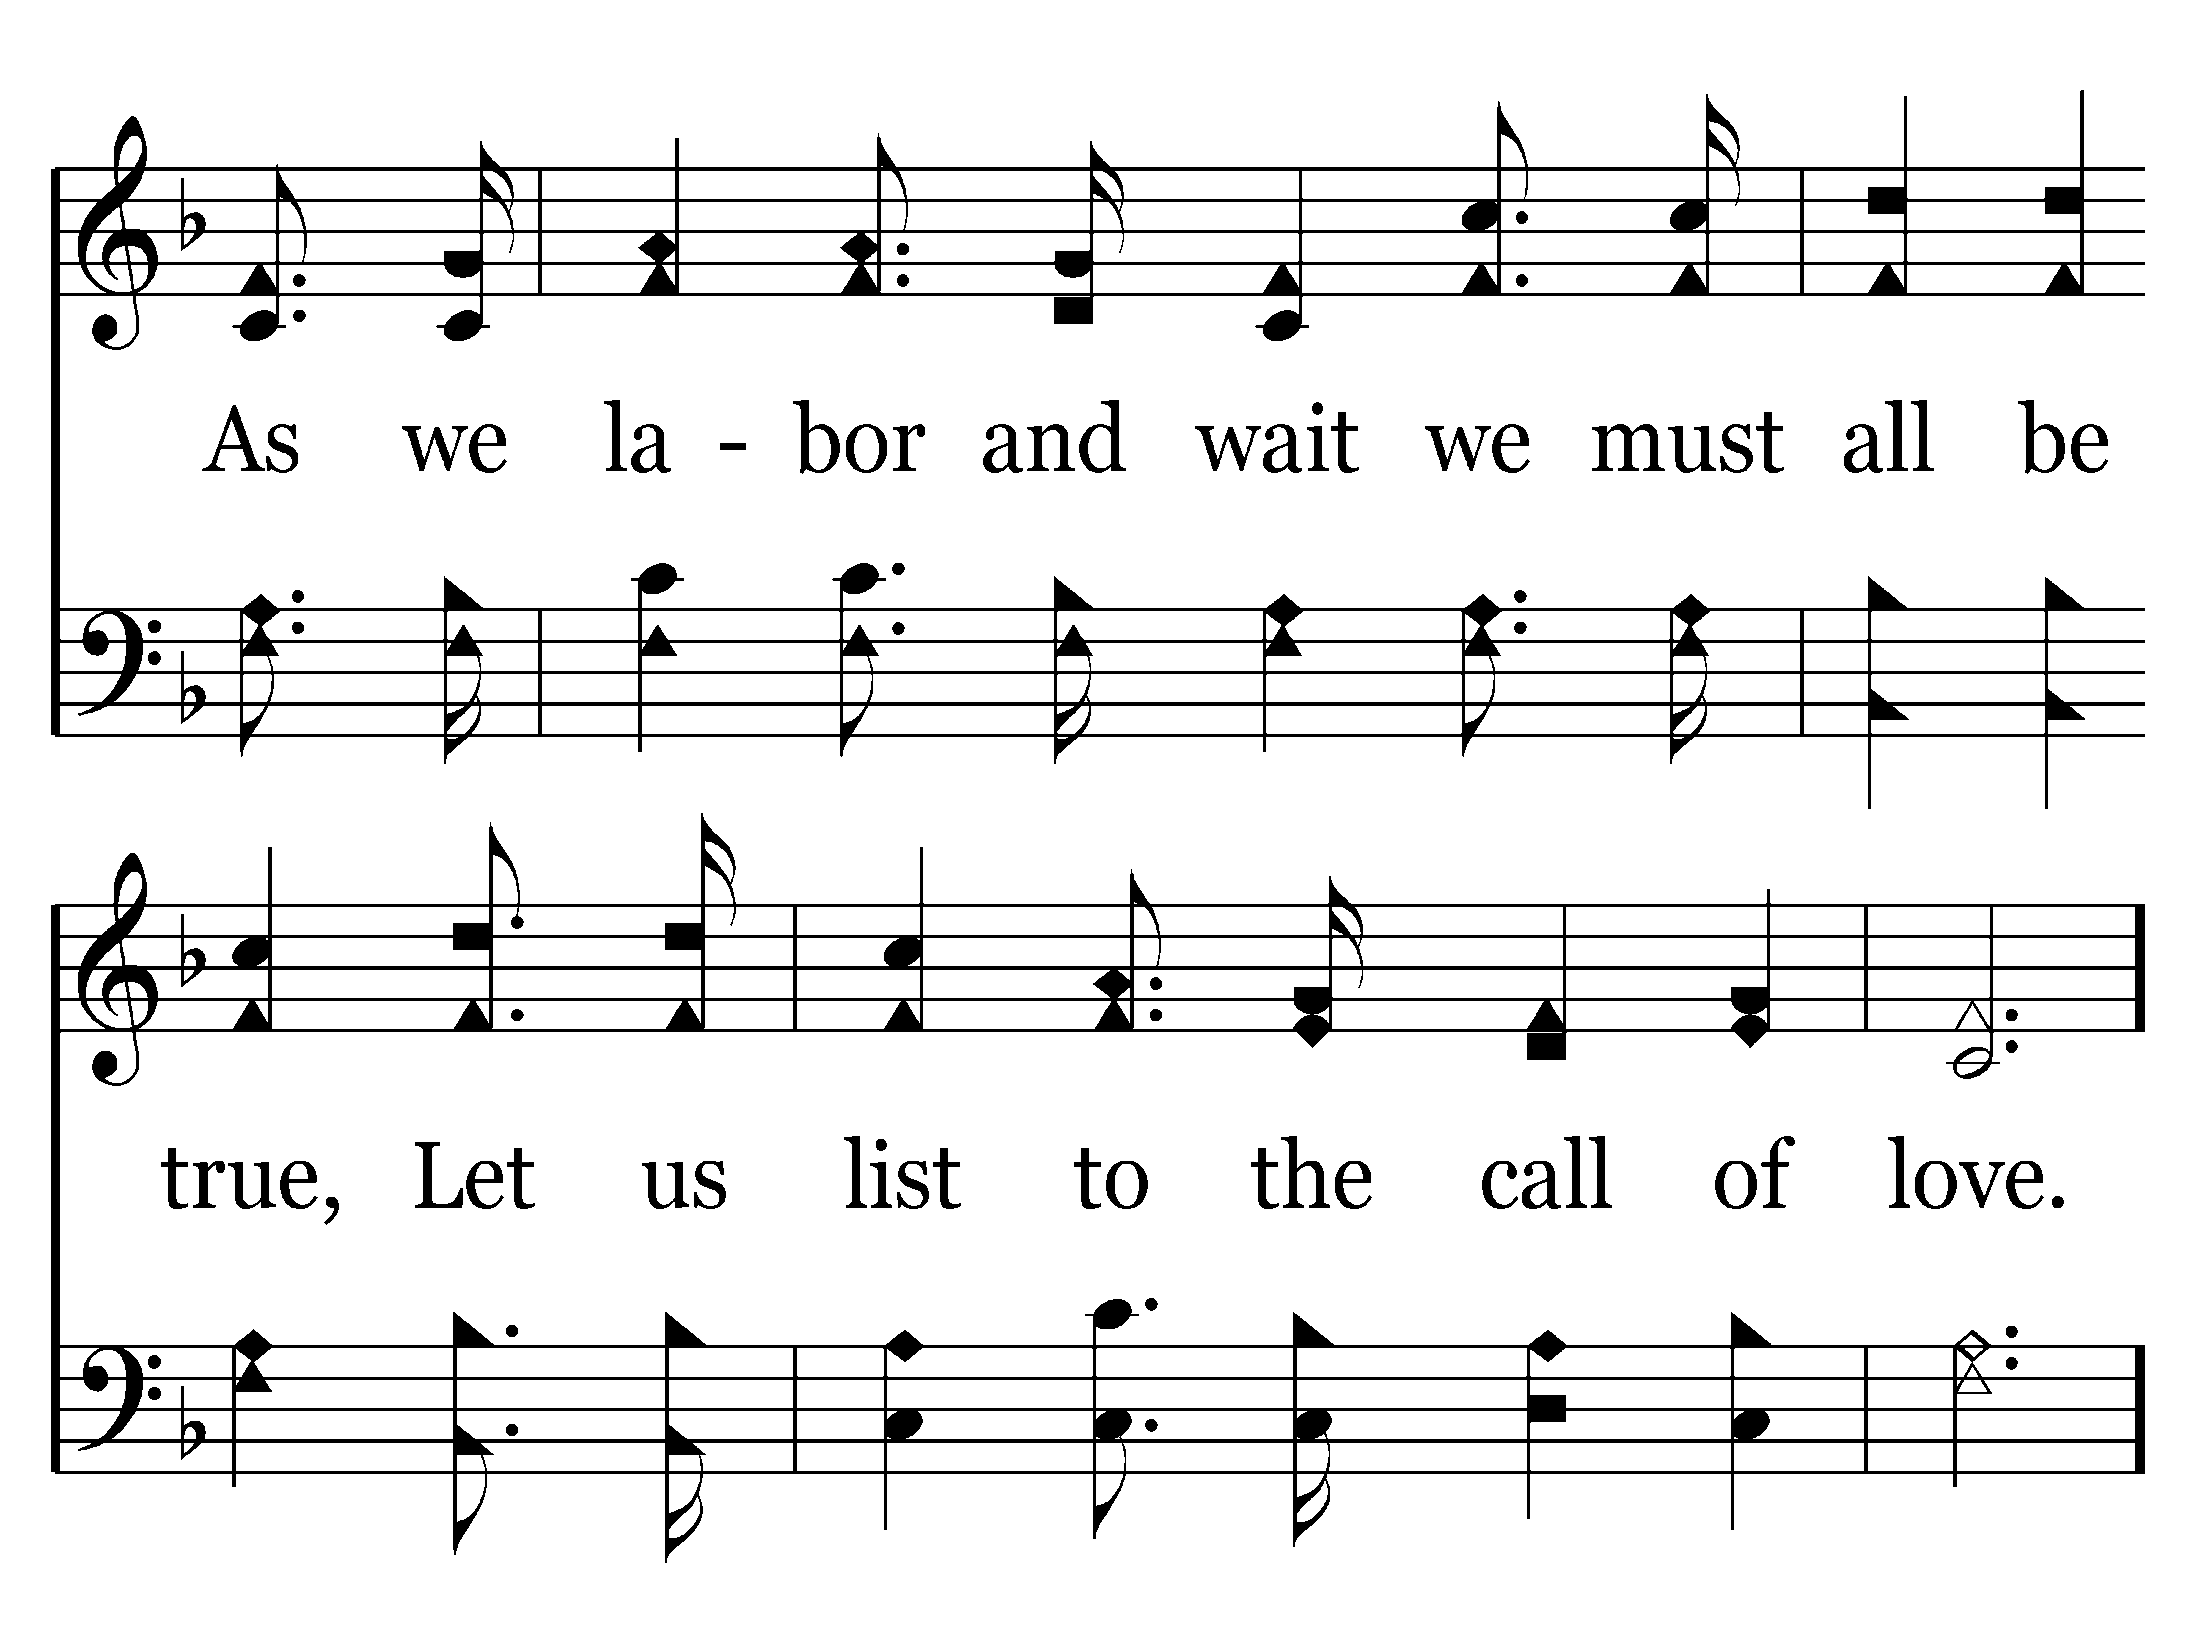 As we la - bor and wait we must all be
true, Let us list to the call of love.